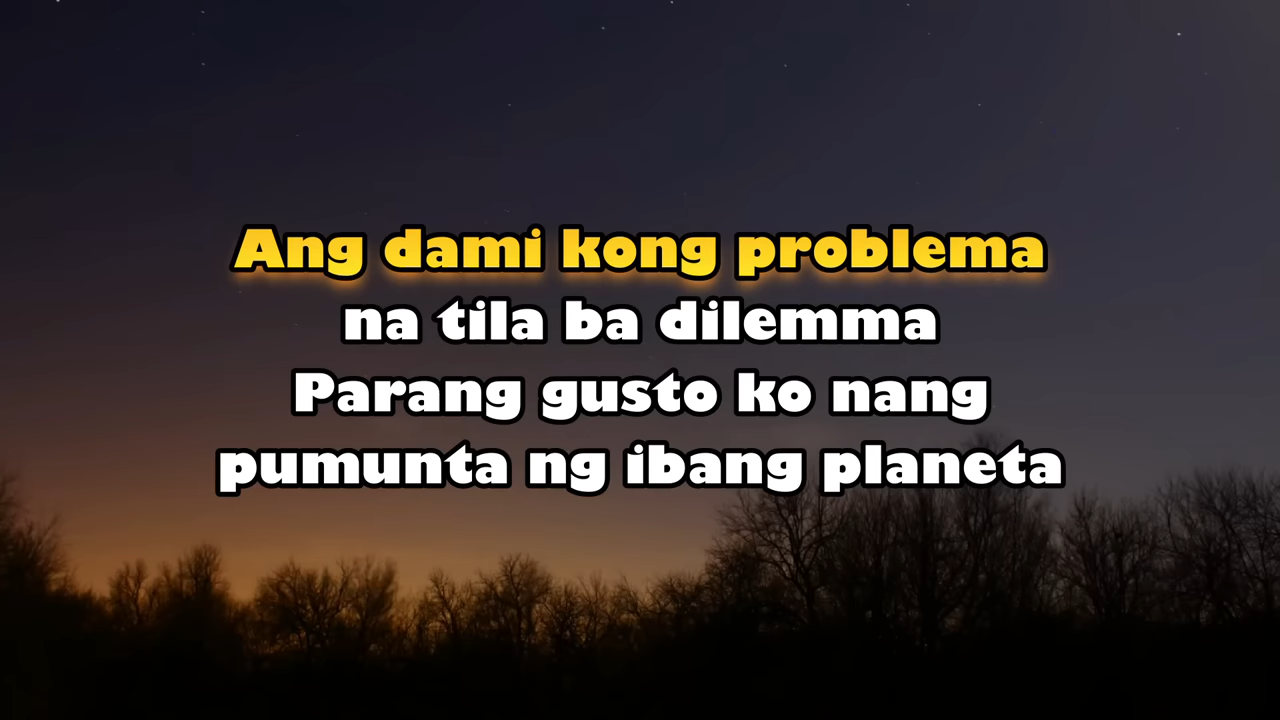 Ang dami kong problema
na tila ba dilemma
Parang gusto ko nang
pumunta ng ibang planeta